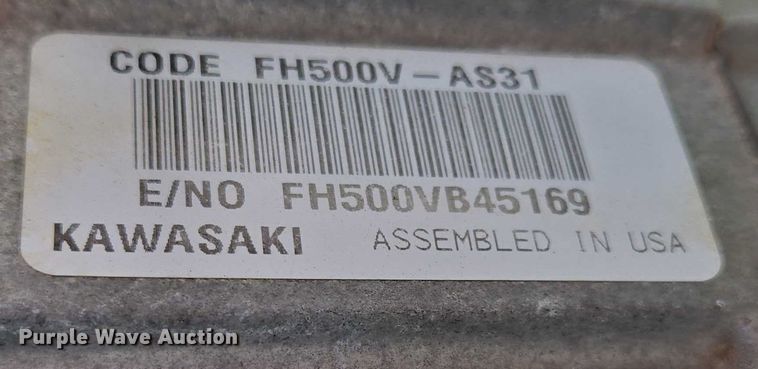 CODE FH500V-AS31
E/NO FH500VB45169
KAWASAKI ASSEMBLED IN USA
Purple Wave Auction